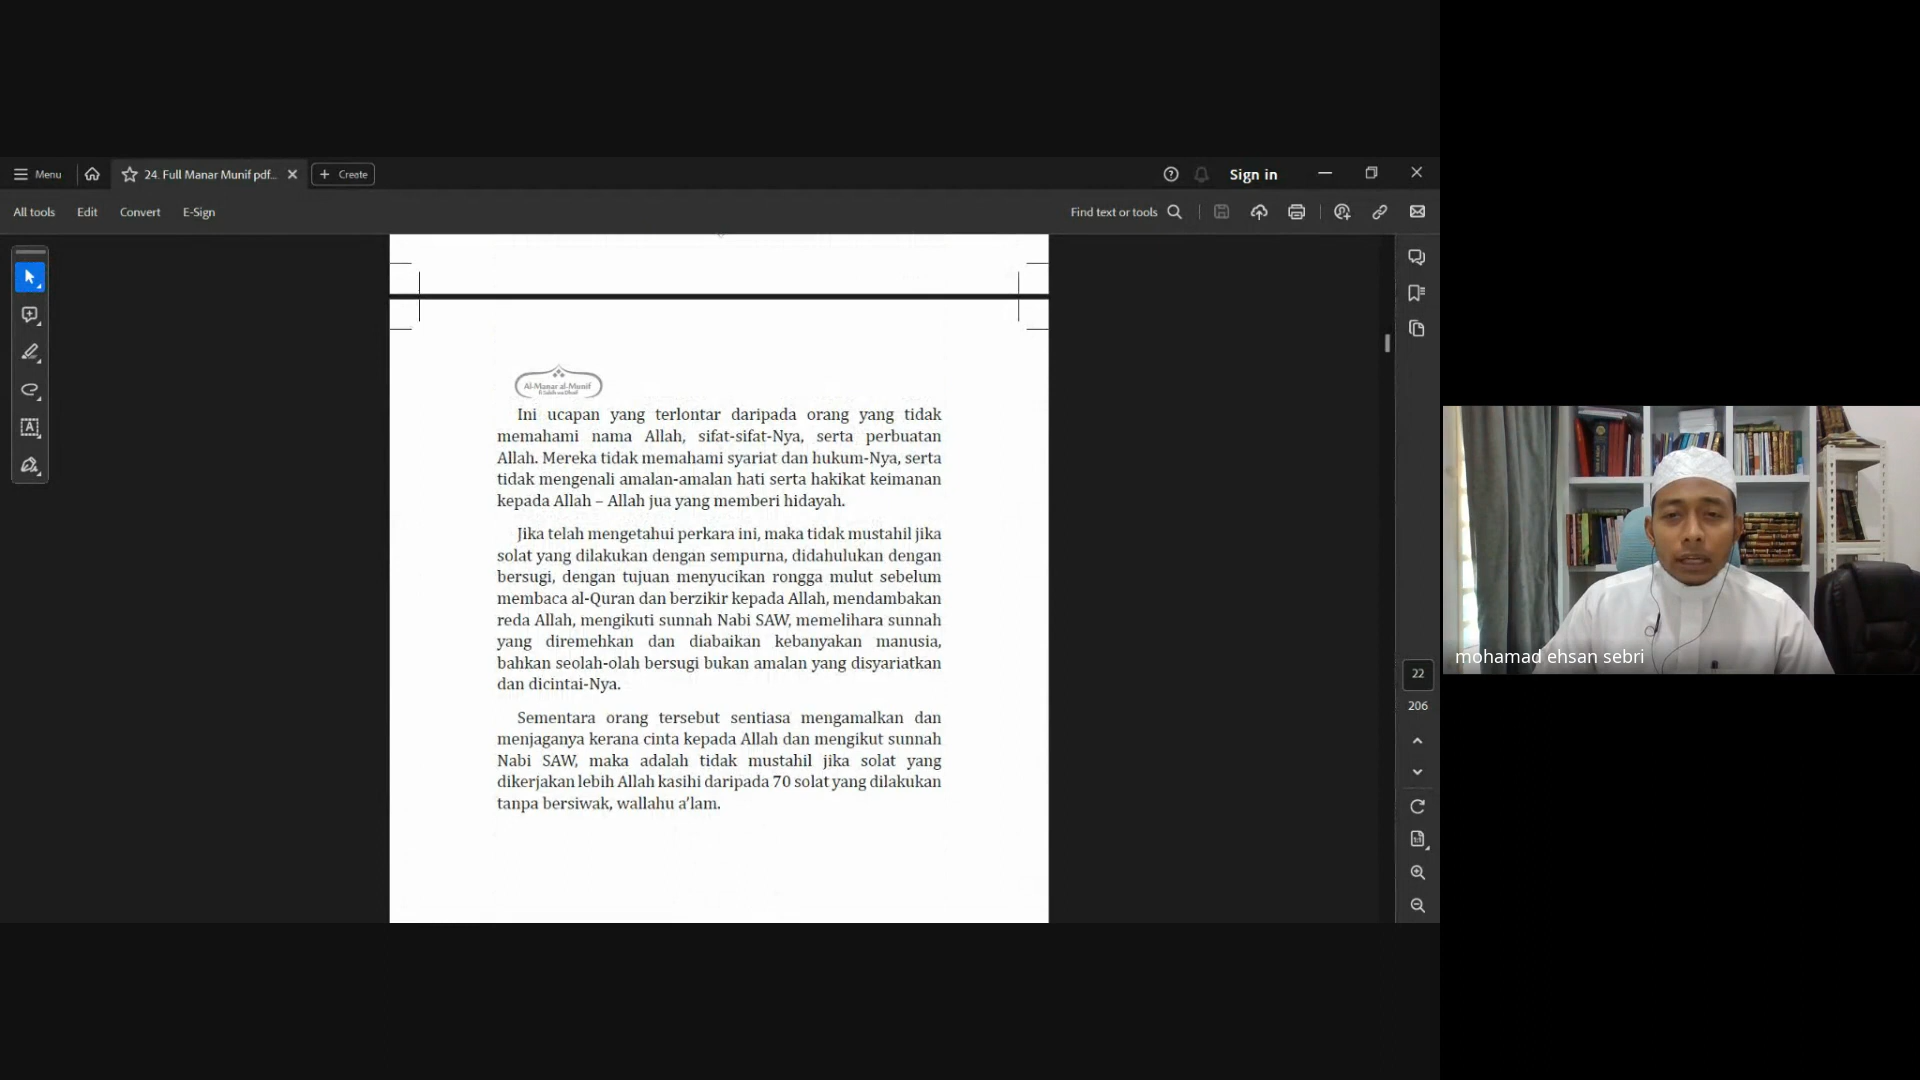 Menu
24. Full Manar Munif pdf...
Create
Sign in
All tools
Edit
Convert
E-Sign
Find text or tools
Al-Manar al-Munif
Ini ucapan yang terlontar daripada orang yang tidak
memahami nama Allah, sifat-sifat-Nya, serta perbuatan
Allah. Mereka tidak memahami syariat dan hukum-Nya, serta
tidak mengenali amalan-amalan hati serta hakikat keimanan
kepada Allah – Allah jua yang memberi hidayah.
Jika telah mengetahui perkara ini, maka tidak mustahil jika
solat yang dilakukan dengan sempurna, didahulukan dengan
bersugi, dengan tujuan menyucikan rongga mulut sebelum
membaca al-Quran dan berzikir kepada Allah, mendambakan
reda Allah, mengikuti sunnah Nabi SAW, memelihara sunnah
yang diremehkan dan diabaikan kebanyakan manusia,
bahkan seolah-olah bersugi bukan amalan yang disyariatkan
dan dicintai-Nya.
Sementara orang tersebut sentiasa mengamalkan dan
menjaganya kerana cinta kepada Allah dan mengikut sunnah
Nabi SAW, maka adalah tidak mustahil jika solat yang
dikerjakan lebih Allah kasihi daripada 70 solat yang dilakukan
tanpa bersiwak, wallahu a'lam.
22
206
mohamad ehsan sebri